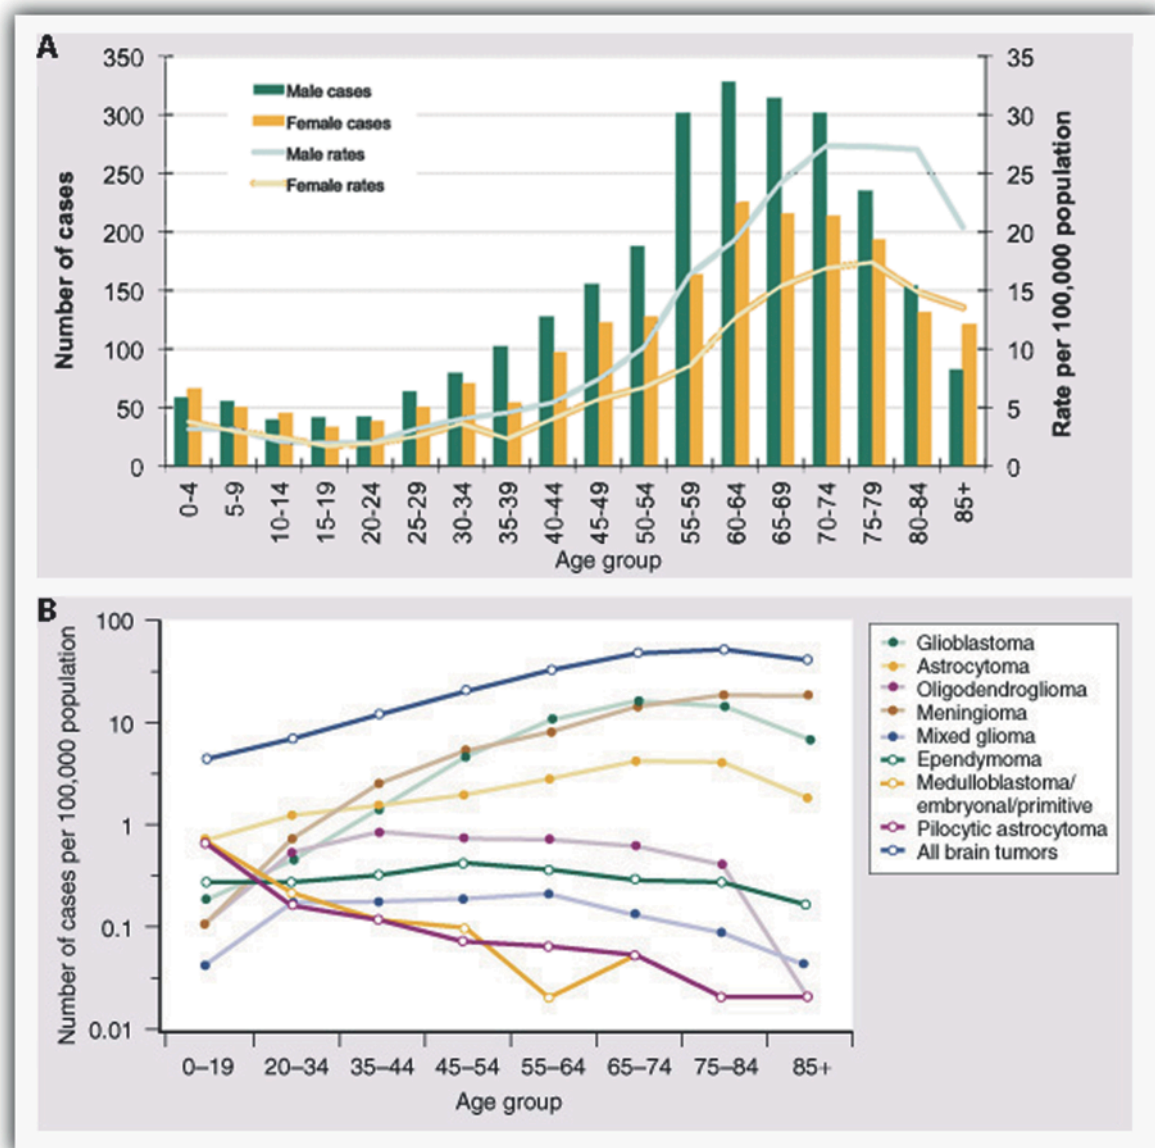 A
350
300
250
200
150
100
50
0
Number of cases
Male cases
Female cases
Male rates
Female rates
35
30
25
20
15
10
5
0
Rate per 100,000 population
0-4
5-9
10-14
15-19
20-24
25-29
30-34
35-39
40-44
45-49
50-54
55-59
60-64
65-69
70-74
75-79
80-84
85+
Age group
B
100
10
1
0.1
0.01
Number of cases per 100,000 population
0–19
20–34
35–44
45–54
55–64
65–74
75–84
85+
Age group
Glioblastoma
Astrocytoma
Oligodendroglioma
Meningioma
Mixed glioma
Ependymoma
Medulloblastoma/
embryonal/primitive
Pilocytic astrocytoma
All brain tumors